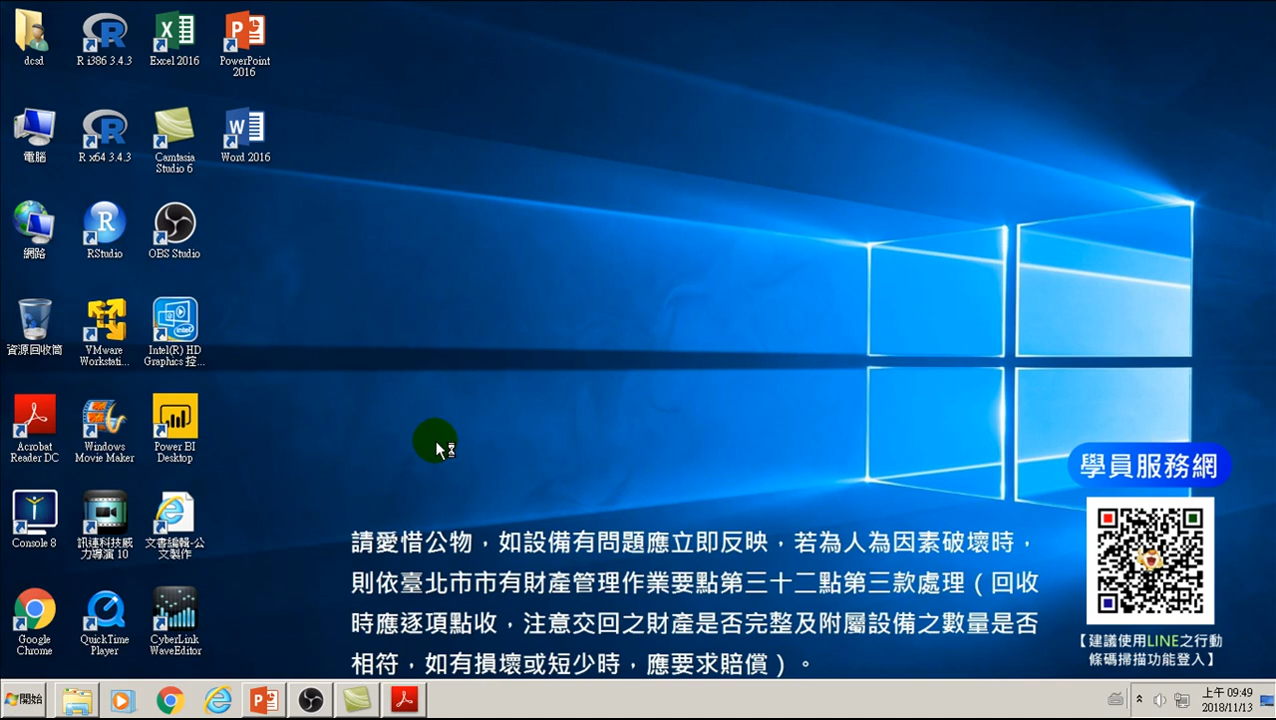 dcsd
R i386 3.4.3
Excel 2016
PowerPoint
2016
電腦
R x64 3.4.3
Camtasia
Studio 6
Word 2016
網路
RStudio
OBS Studio
資源回收筒
VMware
Workstati...
Intel(R) HD
Graphics 控...
Acrobat
Reader DC
Windows
Movie Maker
Power BI
Desktop
Console 8
訊連科技威
力導演 10
文書編輯-公
文製作
Google
Chrome
QuickTime
Player
CyberLink
WaveEditor
學員服務網
請愛惜公物，如設備有問題應立即反映，若為人為因素破壞時，
則依臺北市市有財產管理作業要點第三十二點第三款處理（回收
時應逐項點收，注意交回之財產是否完整及附屬設備之數量是否
相符，如有損壞或短少時，應要求賠償）。
【建議使用LINE之行動
條碼掃描功能登入】
開始
上午 09:49
2018/11/13